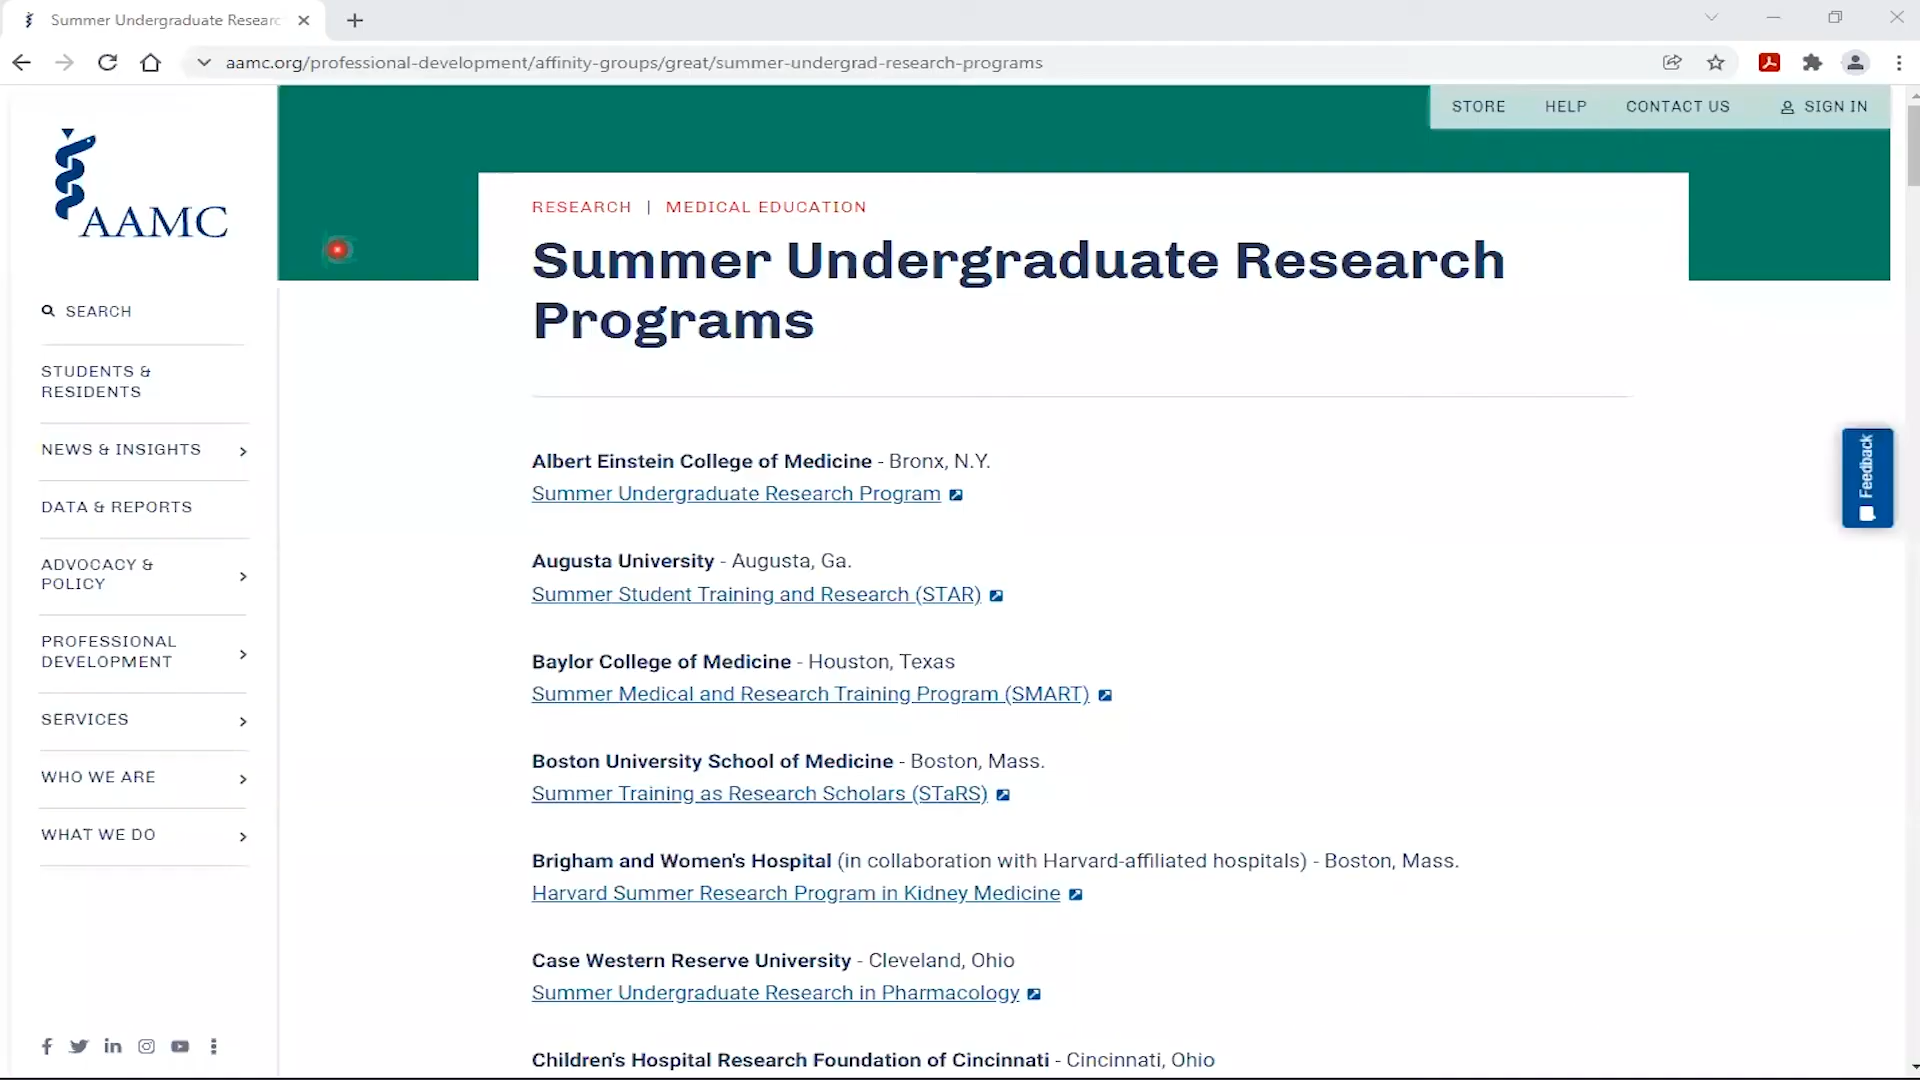 Summer Undergraduate Researc
aamc.org/professional-development/affinity-groups/great/summer-undergrad-research-programs
STORE
HELP
CONTACT US
SIGN IN
AAMC
SEARCH
STUDENTS &
RESIDENTS
NEWS & INSIGHTS
DATA & REPORTS
ADVOCACY &
POLICY
PROFESSIONAL
DEVELOPMENT
SERVICES
WHO WE ARE
WHAT WE DO
RESEARCH | MEDICAL EDUCATION
Summer Undergraduate Research
Programs
Albert Einstein College of Medicine - Bronx, N.Y.
Summer Undergraduate Research Program
Augusta University - Augusta, Ga.
Summer Student Training and Research (STAR)
Baylor College of Medicine - Houston, Texas
Summer Medical and Research Training Program (SMART)
Boston University School of Medicine - Boston, Mass.
Summer Training as Research Scholars (STaRS)
Brigham and Women's Hospital (in collaboration with Harvard-affiliated hospitals) - Boston, Mass.
Harvard Summer Research Program in Kidney Medicine
Case Western Reserve University - Cleveland, Ohio
Summer Undergraduate Research in Pharmacology
Children's Hospital Research Foundation of Cincinnati - Cincinnati, Ohio
Feedback